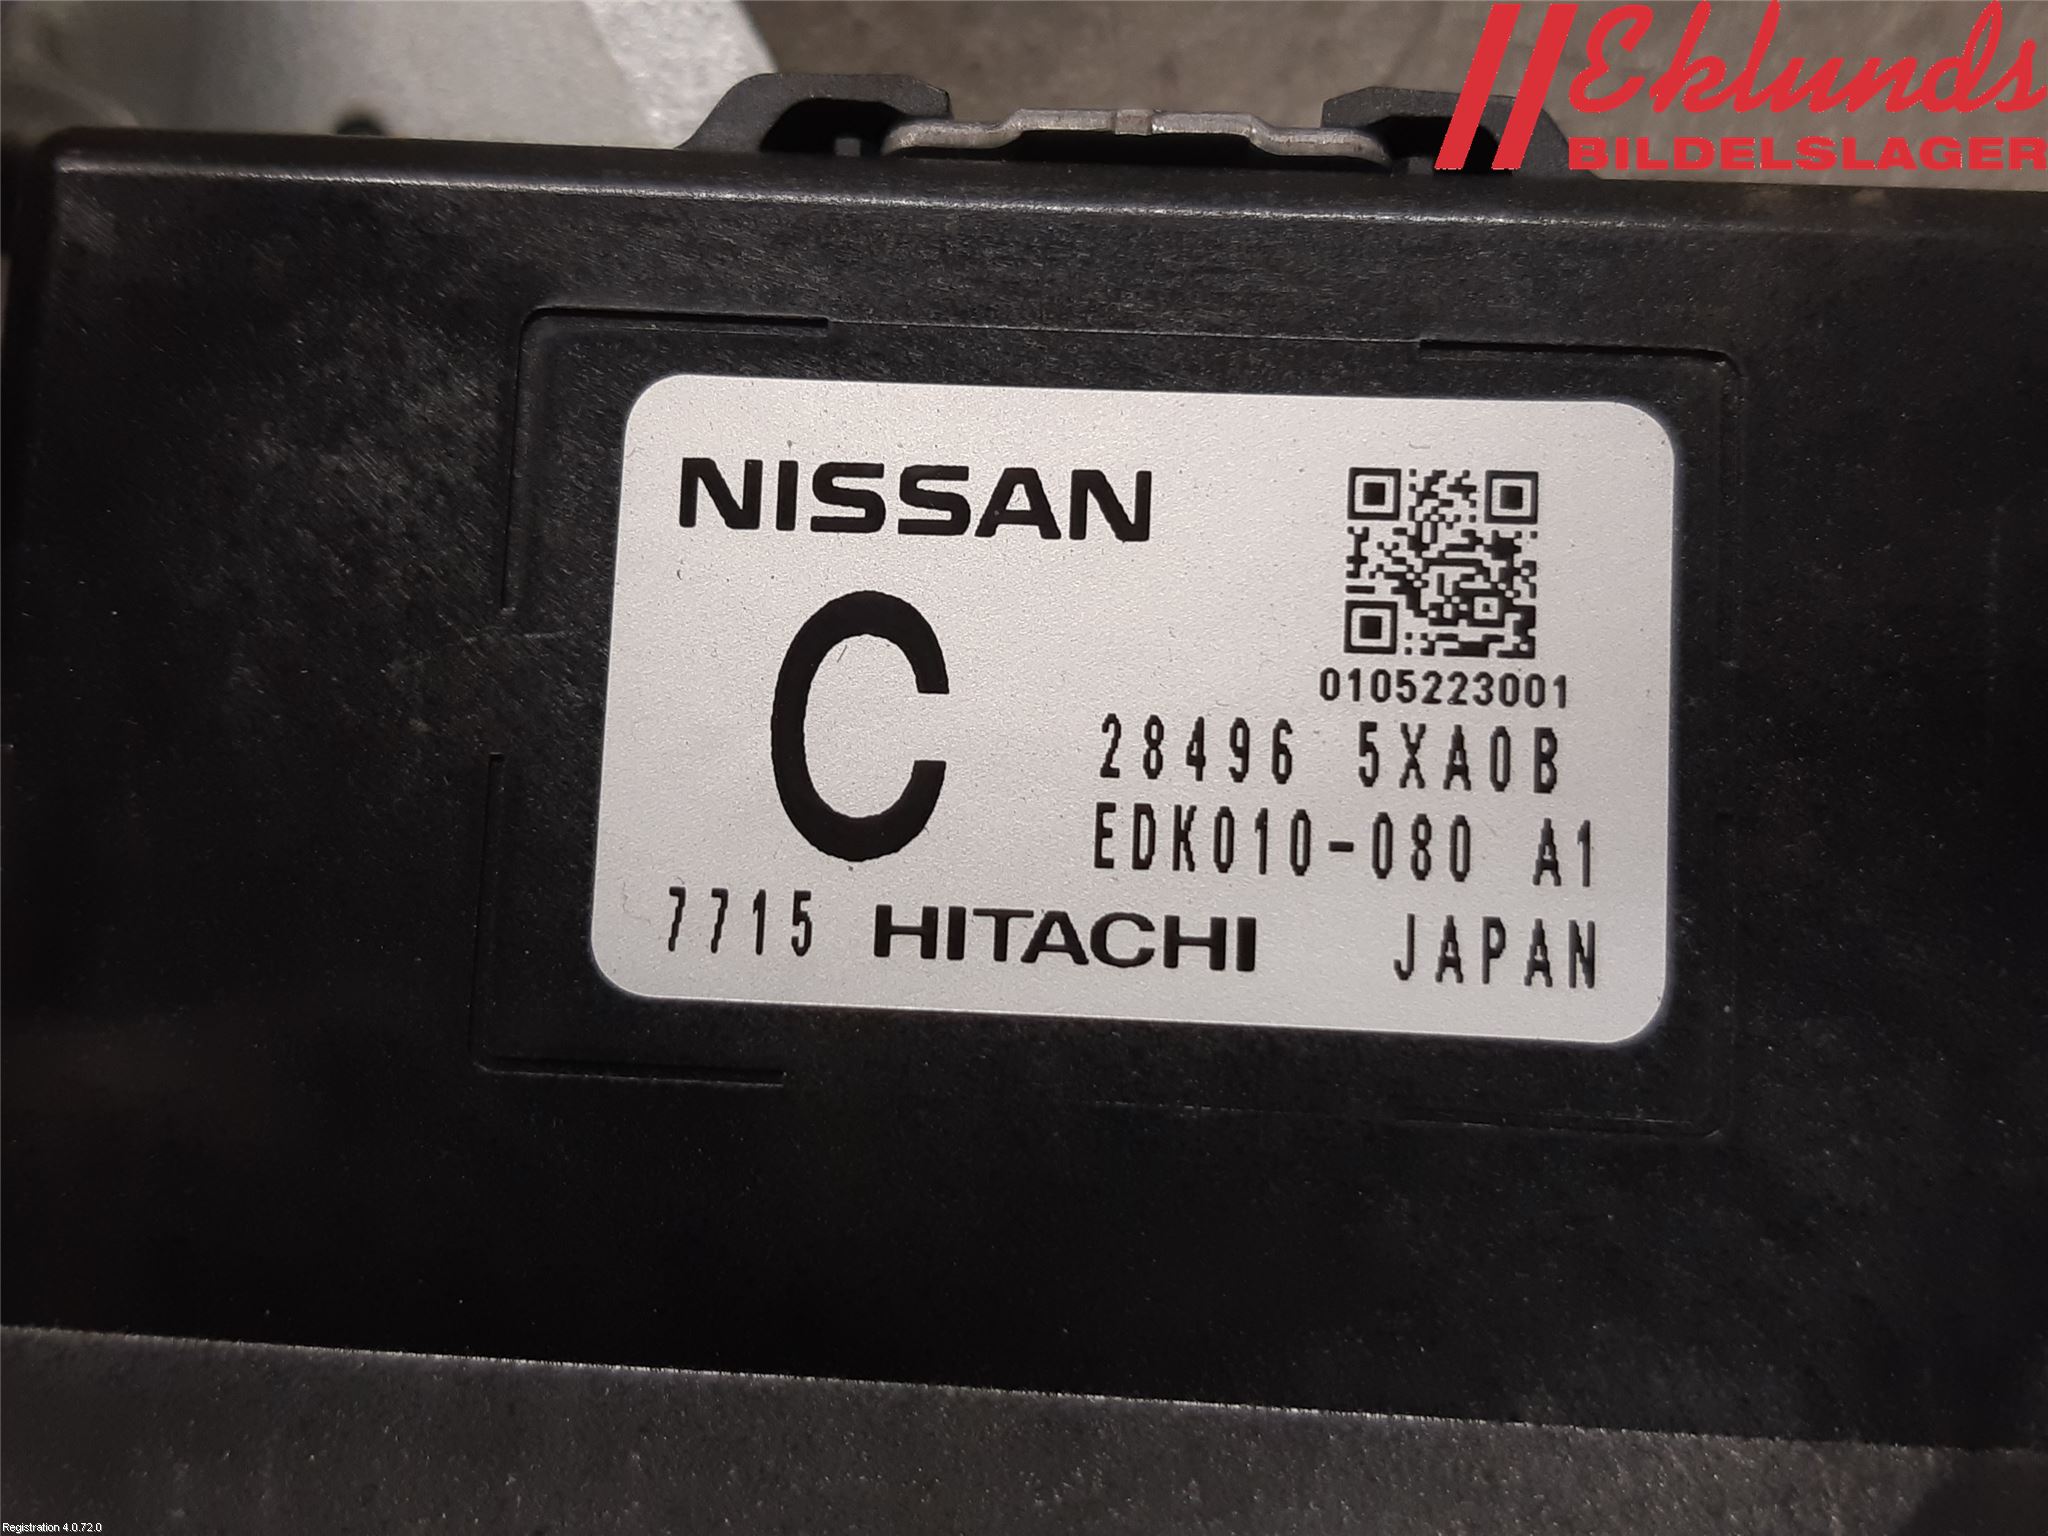 Eklunds
BILDELSLAGER
NISSAN
C
0105223001
28496 5XA0B
EDK010-080 A1
7715 HITACHI JAPAN
Registration 4.0.72.0